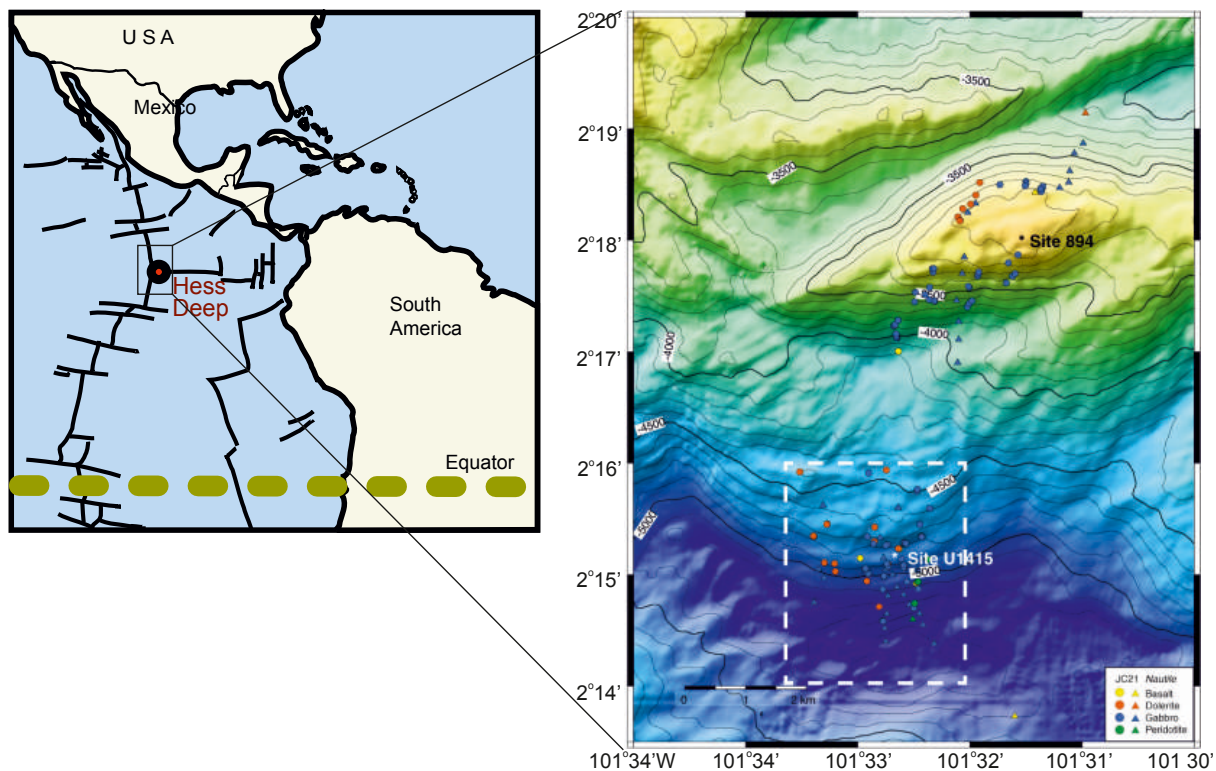 U S A
Mexico
Hess
Deep
South
America
Equator
2°20'
2°19'
2°18'
2°17'
2°16'
2°15'
2°14'
-3500
-3500
-3500
Site 894
-3500
-4000
-4000
-4500
-4500
-5000
Site U1415
-5000
0 1 2 km
JC21 Nautile
Basalt
Dolerite
Gabbro
Peridotite
101°34'W 101°34' 101°33' 101°32' 101°31' 101°30'